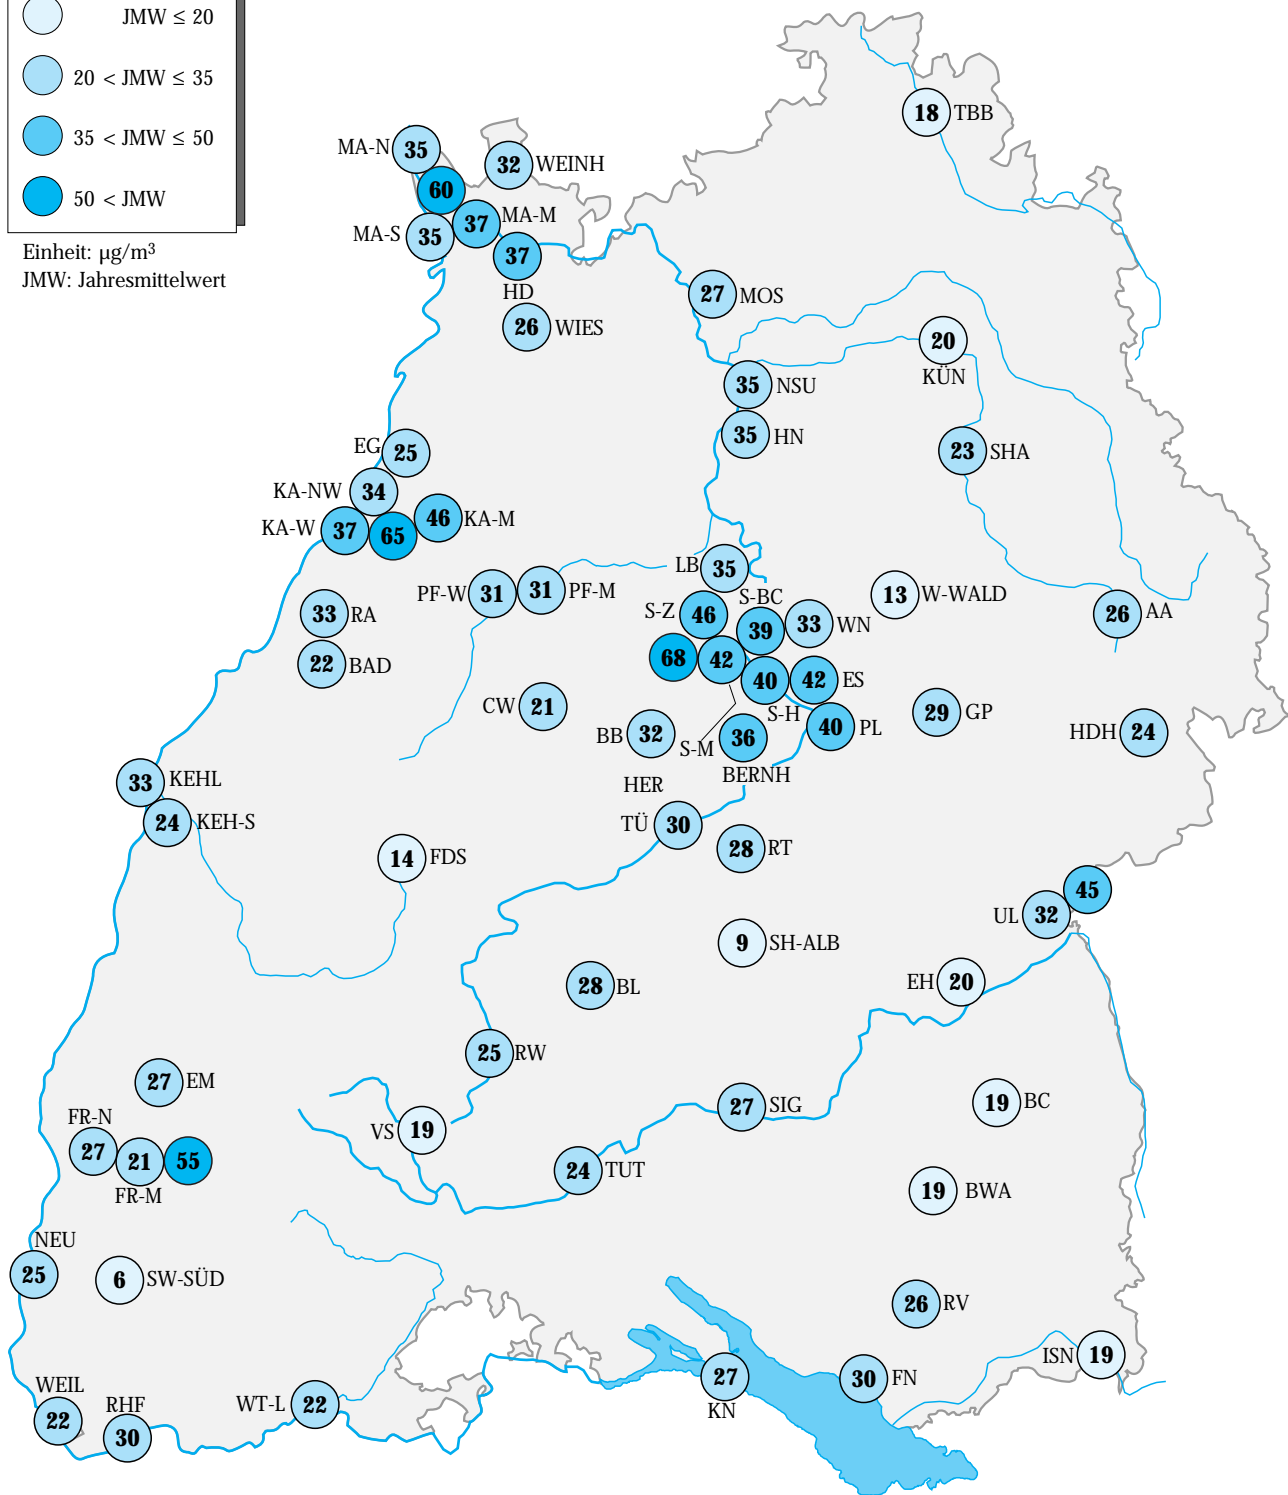 JMW ≤ 20
20 < JMW ≤ 35
35 < JMW ≤ 50
50 < JMW
Einheit: µg/m³
JMW: Jahresmittelwert
18 TBB
MA-N 35
32 WEINH
60
37 MA-M
MA-S 35
37
HD
27 MOS
26 WIES
20
KÜN
35 NSU
35 HN
EG 25
23 SHA
KA-NW 34
KA-W 37
65
46 KA-M
LB 35
PF-W 31
31 PF-M
13 W-WALD
33 RA
S-Z 46
S-BC
39
33 WN
26 AA
22 BAD
68
42
40
42 ES
S-H
CW 21
BB 32
S-M
36
BERNH
40 PL
29 GP
HDH 24
33 KEHL
HER
24 KEH-S
TÜ 30
28 RT
14 FDS
45
UL 32
9 SH-ALB
28 BL
EH 20
25 RW
27 EM
27 SIG
19 BC
FR-N
27
21
55
FR-M
VS 19
24 TUT
19 BWA
NEU
25
6 SW-SÜD
26 RV
ISN 19
27
KN
30 FN
WEIL
22
RHF
30
WT-L 22